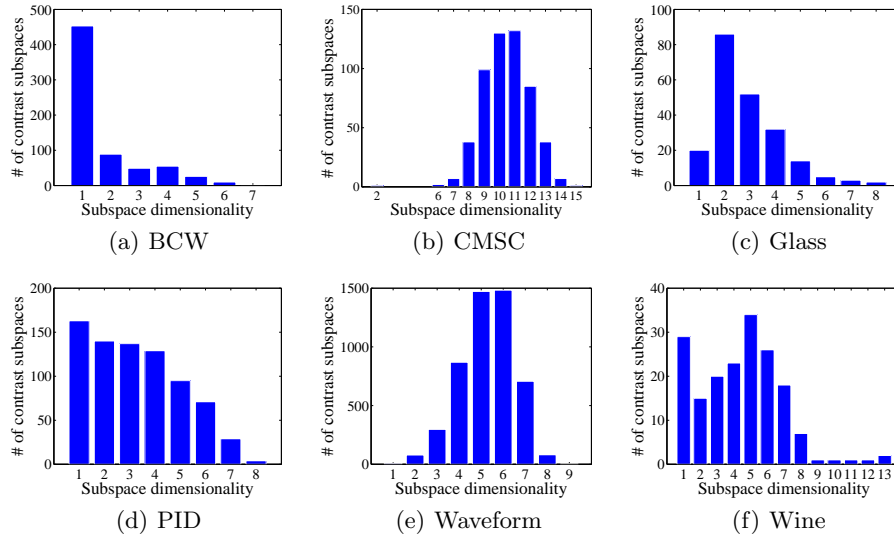 500
400
300
200
100
0
# of contrast subspaces
1 2 3 4 5 6 7
Subspace dimensionality
(a) BCW
150
100
50
0
# of contrast subspaces
2 6 7 8 9 10 11 12 13 14 15
Subspace dimensionality
(b) CMSC
100
80
60
40
20
0
# of contrast subspaces
1 2 3 4 5 6 7 8
Subspace dimensionality
(c) Glass
200
150
100
50
0
# of contrast subspaces
1 2 3 4 5 6 7 8
Subspace dimensionality
(d) PID
1500
1000
500
0
# of contrast subspaces
1 2 3 4 5 6 7 8 9
Subspace dimensionality
(e) Waveform
40
30
20
10
0
# of contrast subspaces
1 2 3 4 5 6 7 8 9 10 11 12 13
Subspace dimensionality
(f) Wine